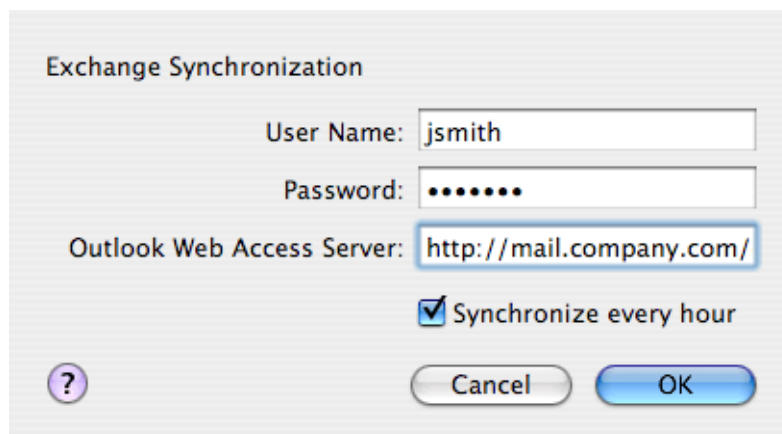 Exchange Synchronization
User Name: jsmith
Password: •••••••
Outlook Web Access Server: http://mail.company.com/
Synchronize every hour
? Cancel OK